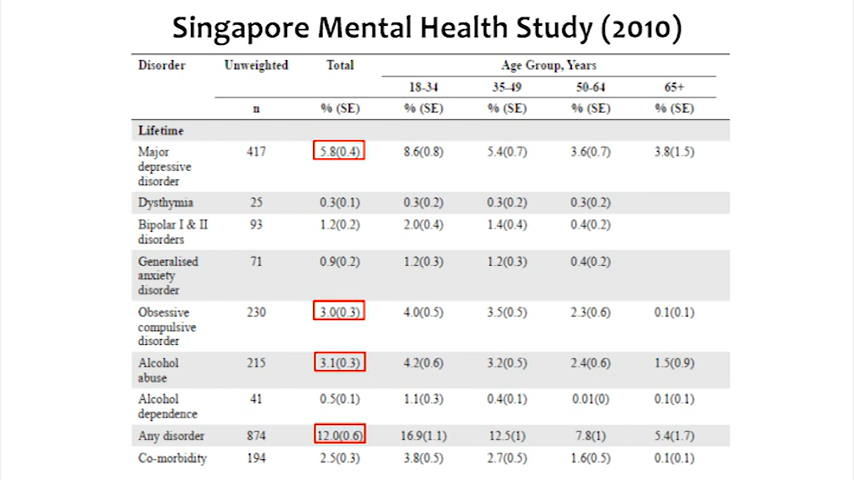 Singapore Mental Health Study (2010)
Disorder Unweighted Total Age Group, Years
18-34 35-49 50-64 65+
n % (SE) % (SE) % (SE) % (SE) % (SE)
Lifetime
Major 417 5.8(0.4) 8.6(0.8) 5.4(0.7) 3.6(0.7) 3.8(1.5)
depressive
disorder
Dysthymia 25 0.3(0.1) 0.3(0.2) 0.3(0.2) 0.3(0.2)
Bipolar I & II 93 1.2(0.2) 2.0(0.4) 1.4(0.4) 0.4(0.2)
disorders
Generalised 71 0.9(0.2) 1.2(0.3) 1.2(0.3) 0.4(0.2)
anxiety
disorder
Obsessive 230 3.0(0.3) 4.0(0.5) 3.5(0.5) 2.3(0.6) 0.1(0.1)
compulsive
disorder
Alcohol 215 3.1(0.3) 4.2(0.6) 3.2(0.5) 2.4(0.6) 1.5(0.9)
abuse
Alcohol 41 0.5(0.1) 1.1(0.3) 0.4(0.1) 0.01(0) 0.1(0.1)
dependence
Any disorder 874 12.0(0.6) 16.9(1.1) 12.5(1) 7.8(1) 5.4(1.7)
Co-morbidity 194 2.5(0.3) 3.8(0.5) 2.7(0.5) 1.6(0.5) 0.1(0.1)